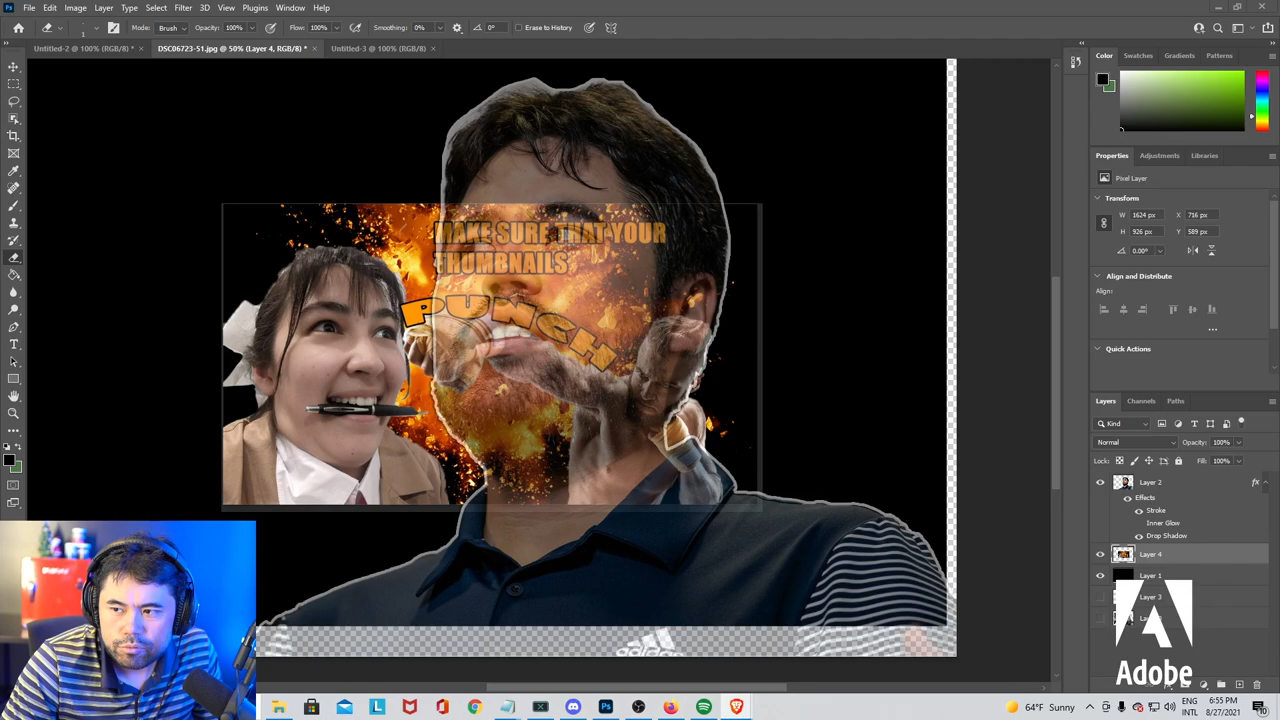 Ps File Edit Image Layer Type Select Filter 3D View Plugins Window Help
Mode: Brush Opacity: 100% Flow: 100% Smoothing: 0% 0° Erase to History
Untitled-2 @ 100% (RGB/8) * × DSC06723-51.jpg @ 50% (Layer 4, RGB/8) * × Untitled-3 @ 100% (RGB/8) ×
Color Swatches Gradients Patterns
Properties Adjustments Libraries
Pixel Layer
Transform
W 1624 px X 716 px
H 926 px Y 589 px
0.00°
Align and Distribute
Align:
Quick Actions
Layers Channels Paths
Kind
Normal Opacity: 100%
Lock: Fill: 100%
Layer 2 fx
Effects
Stroke
Inner Glow
Drop Shadow
Layer 4
Layer 1
Layer 3
MAKE SURE THAT YOUR
THUMBNAILS
PUNCH
adidas
Adobe
64°F Sunny
ENG
INTL
6:55 PM
8/27/2021